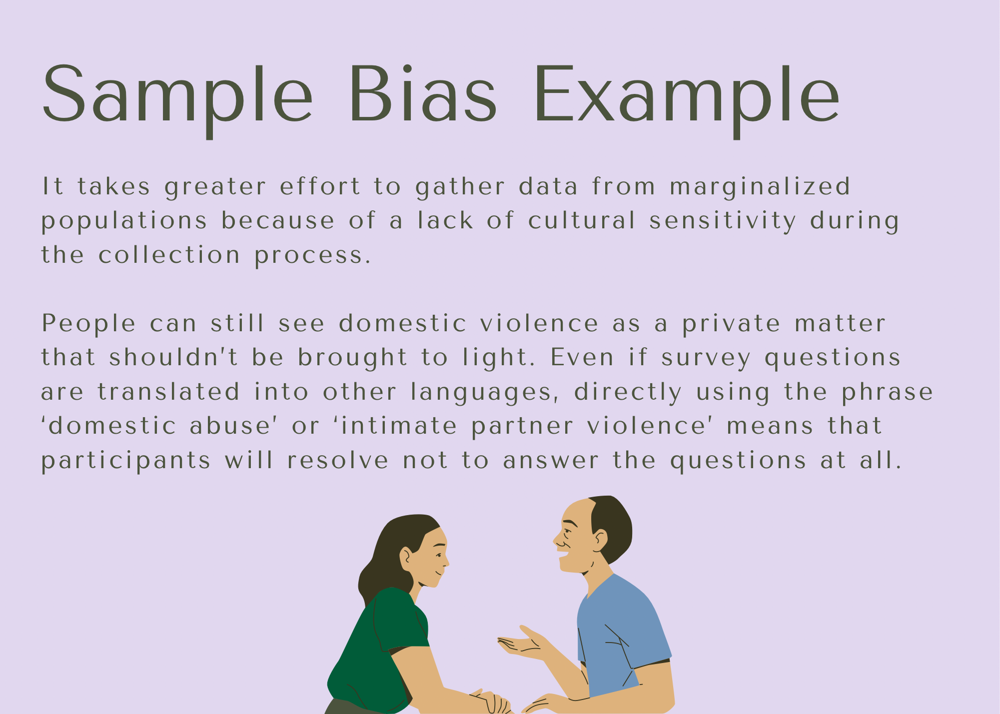 Sample Bias Example
It takes greater effort to gather data from marginalized
populations because of a lack of cultural sensitivity during
the collection process.
People can still see domestic violence as a private matter
that shouldn't be brought to light. Even if survey questions
are translated into other languages, directly using the phrase
‘domestic abuse’ or ‘intimate partner violence’ means that
participants will resolve not to answer the questions at all.